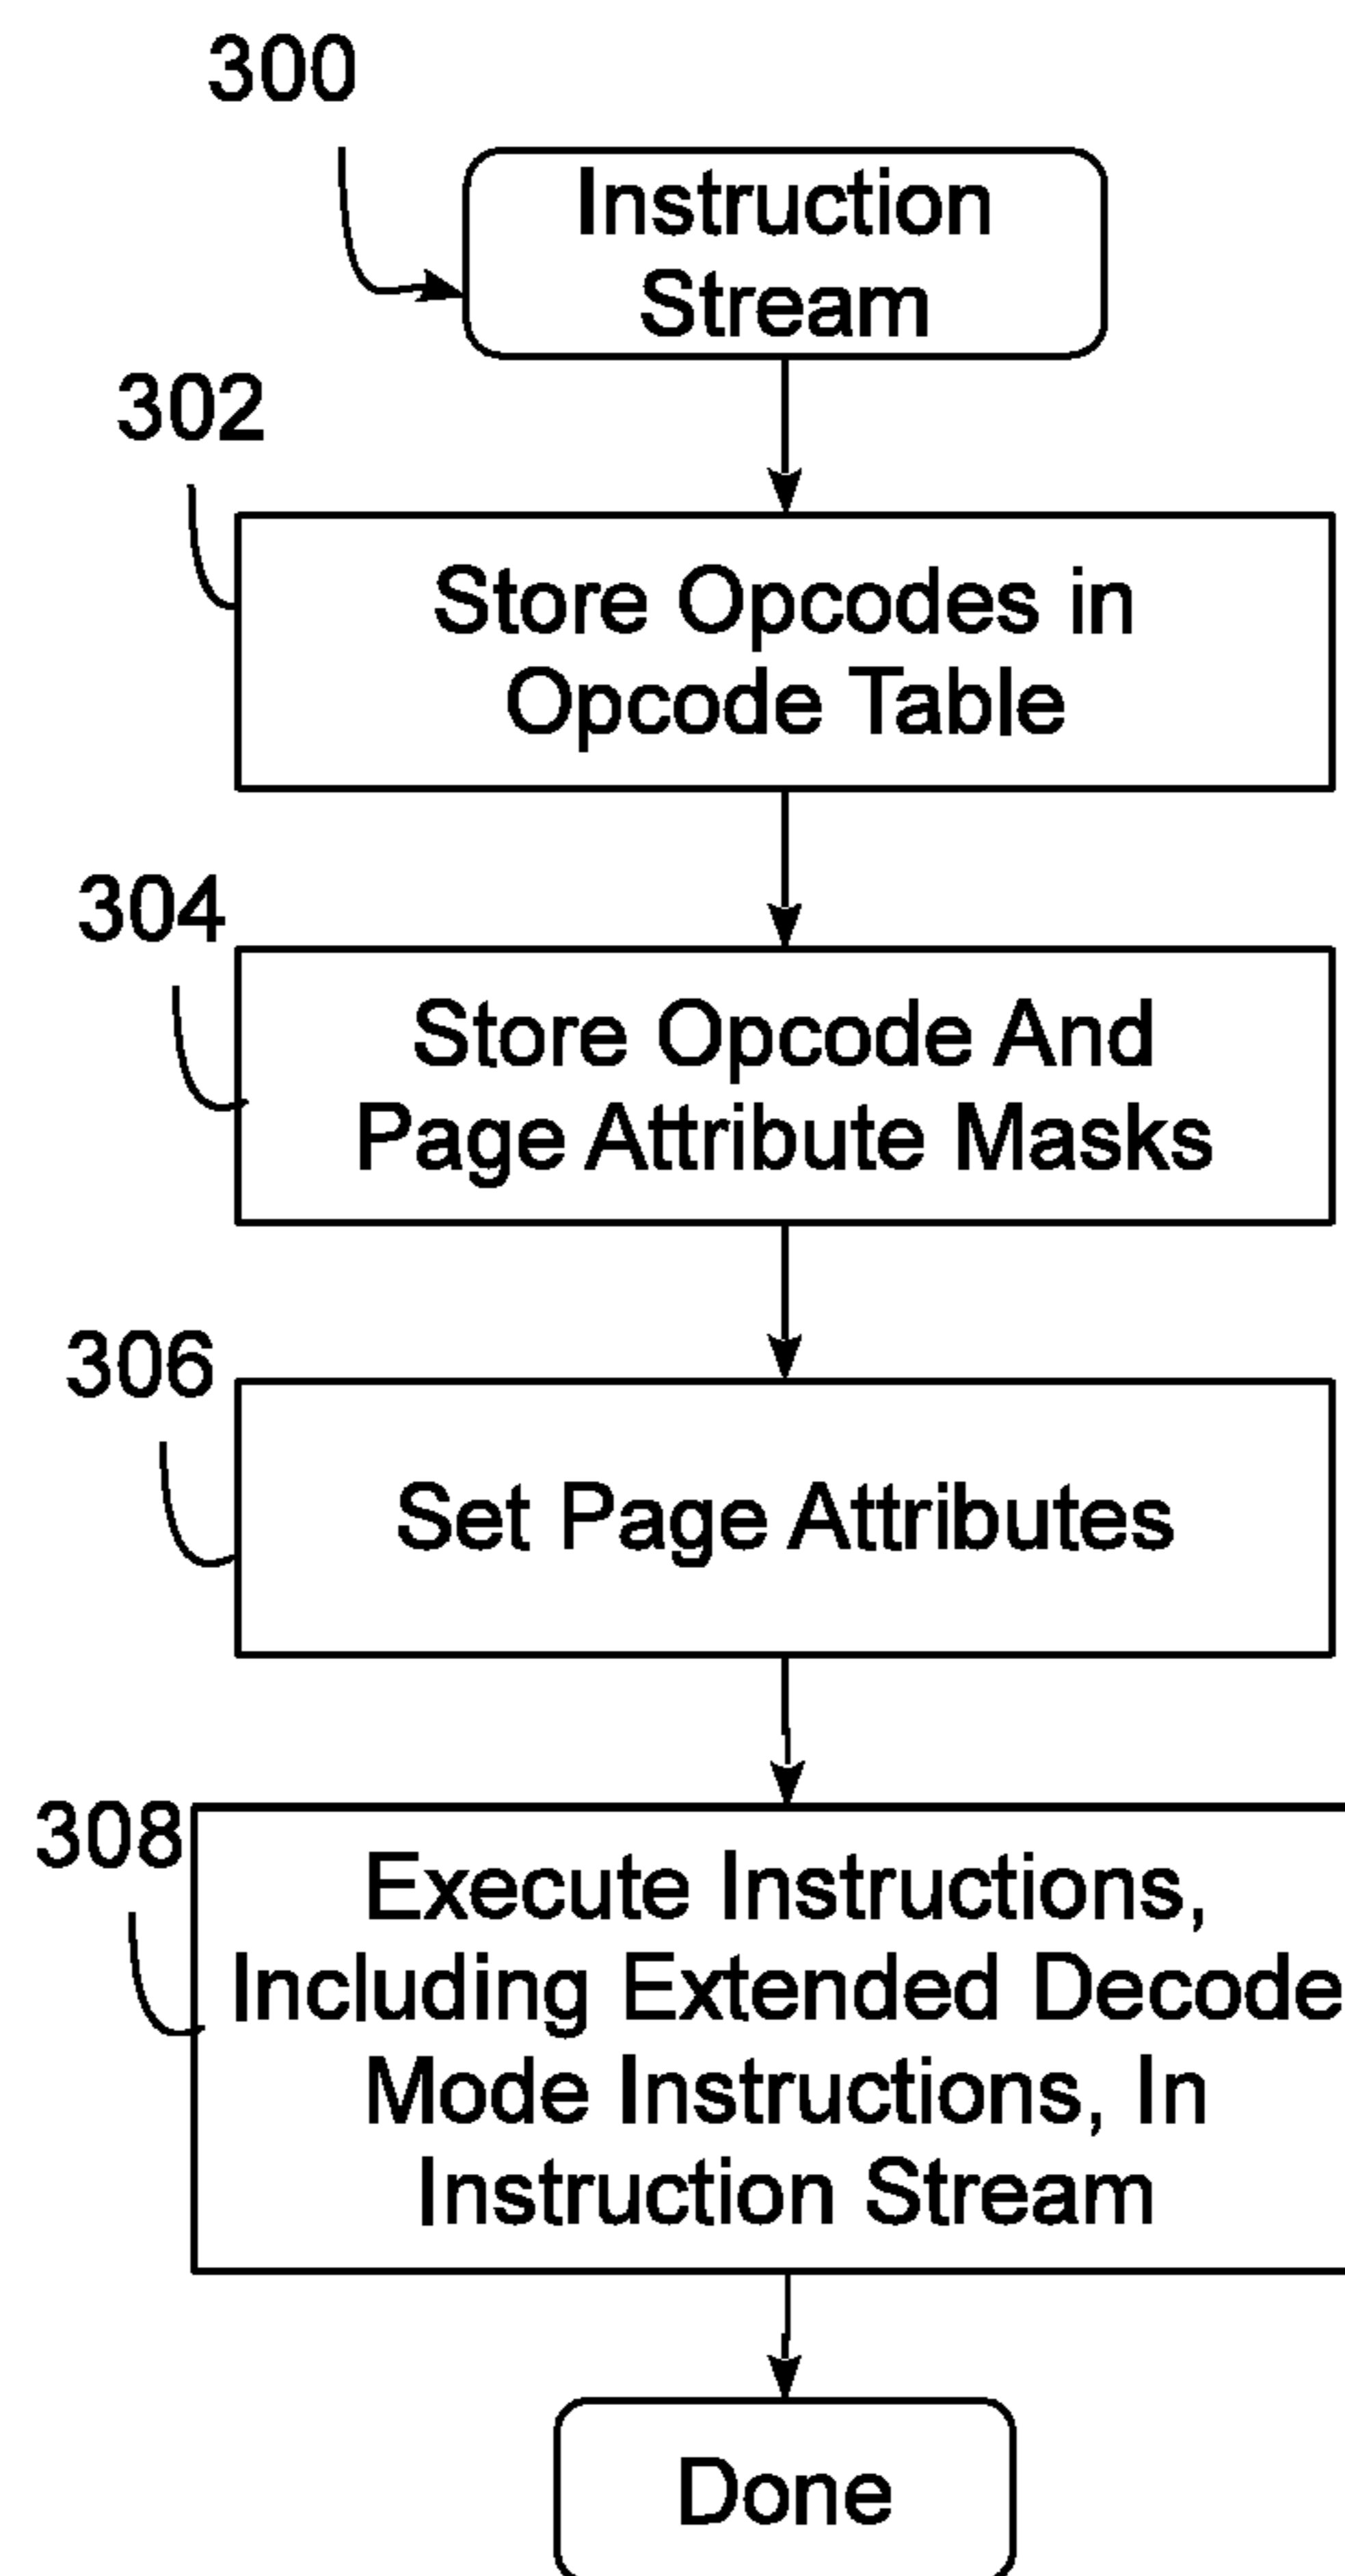 300
Instruction
Stream
302
Store Opcodes in
Opcode Table
304
Store Opcode And
Page Attribute Masks
306
Set Page Attributes
308
Execute Instructions,
Including Extended Decode
Mode Instructions, In
Instruction Stream
Done